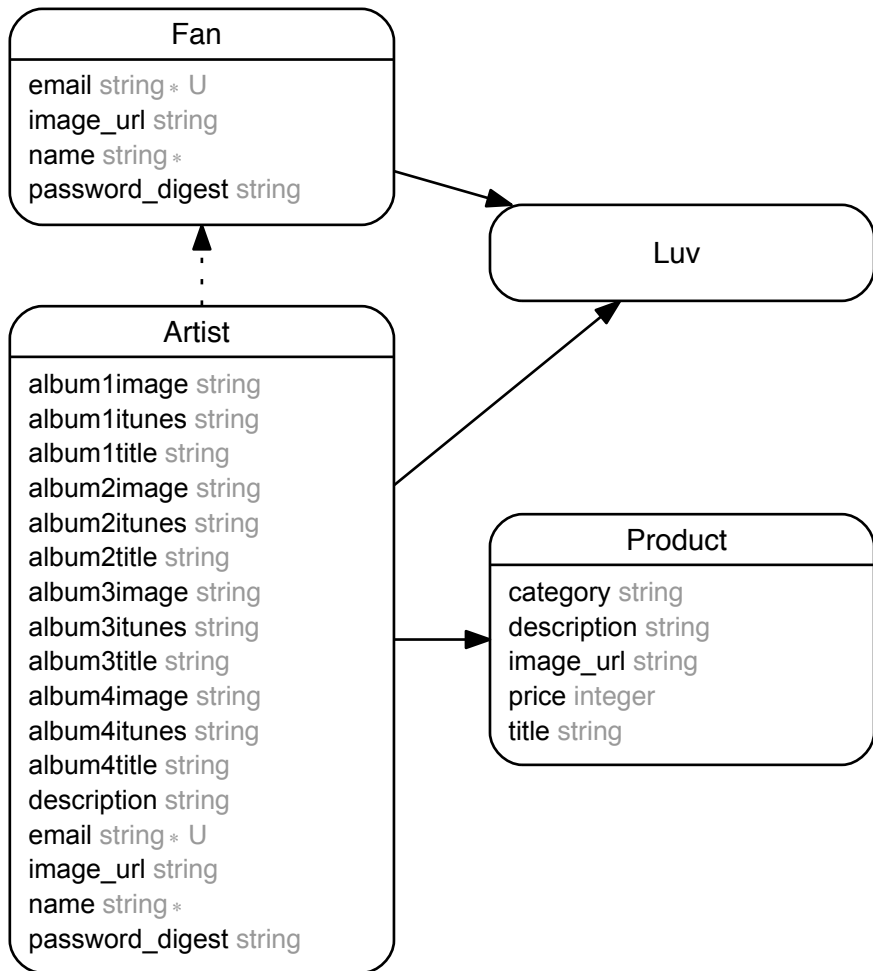 Fan
email string∗ U
image_url string
name string∗
password_digest string
Luv
Artist
album1image string
album1itunes string
album1title string
album2image string
album2itunes string
album2title string
album3image string
album3itunes string
album3title string
album4image string
album4itunes string
album4title string
description string
email string∗ U
image_url string
name string∗
password_digest string
Product
category string
description string
image_url string
price integer
title string